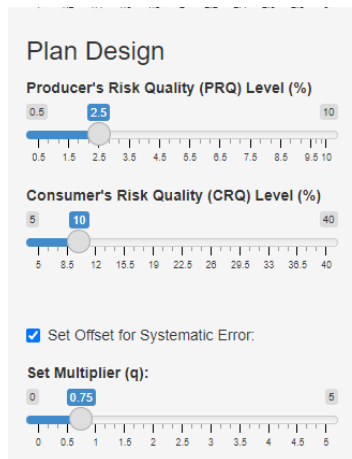 Plan Design
Producer's Risk Quality (PRQ) Level (%)
0.5 2.5 10
0.5 1.5 2.5 3.5 4.5 5.5 6.5 7.5 8.5 9.5 10
Consumer's Risk Quality (CRQ) Level (%)
5 10 40
5 8.5 12 15.5 19 22.5 26 29.5 33 36.5 40
Set Offset for Systematic Error:
Set Multiplier (q):
0 0.75 5
0 0.5 1 1.5 2 2.5 3 3.5 4 4.5 5